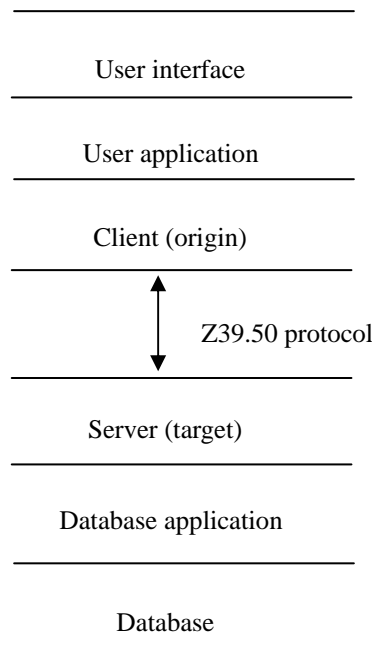 User interface
User application
Client (origin)
Z39.50 protocol
Server (target)
Database application
Database